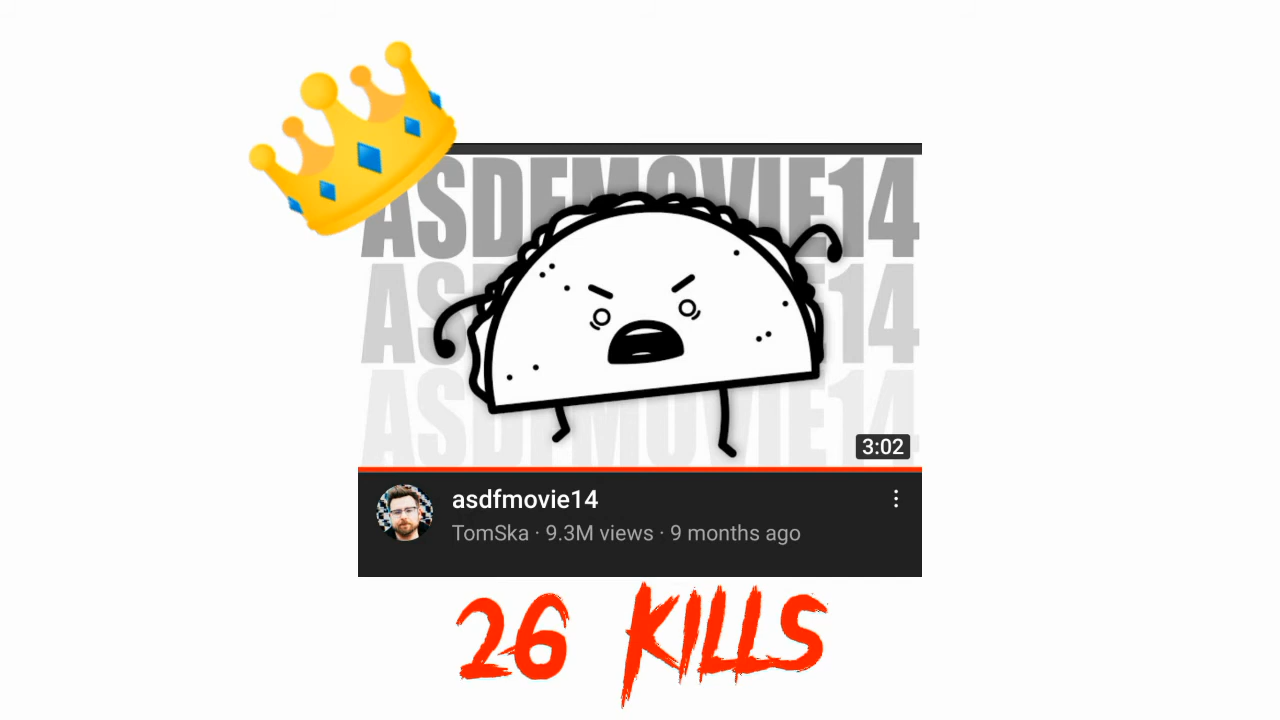 ASDFMOVIE14
ASDFMOVIE14
ASDFMOVIE14
3:02
asdfmovie14
TomSka · 9.3M views · 9 months ago
26 KILLS